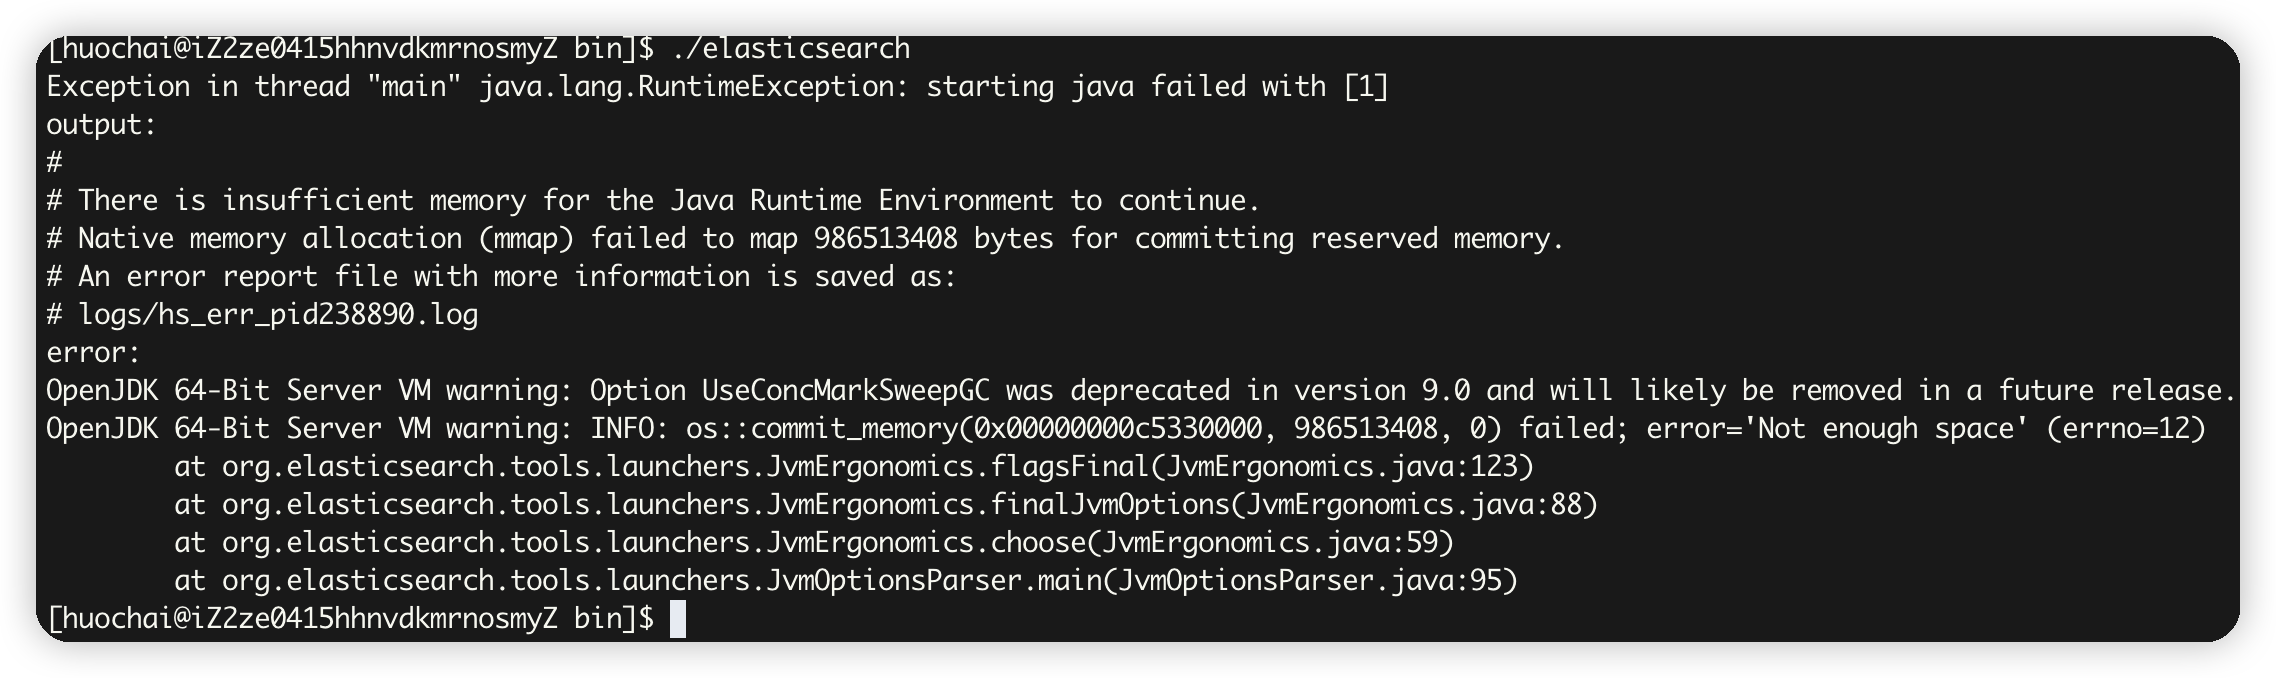 [huochai@iZ2ze0415hhnvdkmrnosmyZ bin]$ ./elasticsearch
Exception in thread "main" java.lang.RuntimeException: starting java failed with [1]
output:
#
# There is insufficient memory for the Java Runtime Environment to continue.
# Native memory allocation (mmap) failed to map 986513408 bytes for committing reserved memory.
# An error report file with more information is saved as:
# logs/hs_err_pid238890.log
error:
OpenJDK 64-Bit Server VM warning: Option UseConcMarkSweepGC was deprecated in version 9.0 and will likely be removed in a future release.
OpenJDK 64-Bit Server VM warning: INFO: os::commit_memory(0x00000000c5330000, 986513408, 0) failed; error='Not enough space' (errno=12)
        at org.elasticsearch.tools.launchers.JvmErgonomics.flagsFinal(JvmErgonomics.java:123)
        at org.elasticsearch.tools.launchers.JvmErgonomics.finalJvmOptions(JvmErgonomics.java:88)
        at org.elasticsearch.tools.launchers.JvmErgonomics.choose(JvmErgonomics.java:59)
        at org.elasticsearch.tools.launchers.JvmOptionsParser.main(JvmOptionsParser.java:95)
[huochai@iZ2ze0415hhnvdkmrnosmyZ bin]$